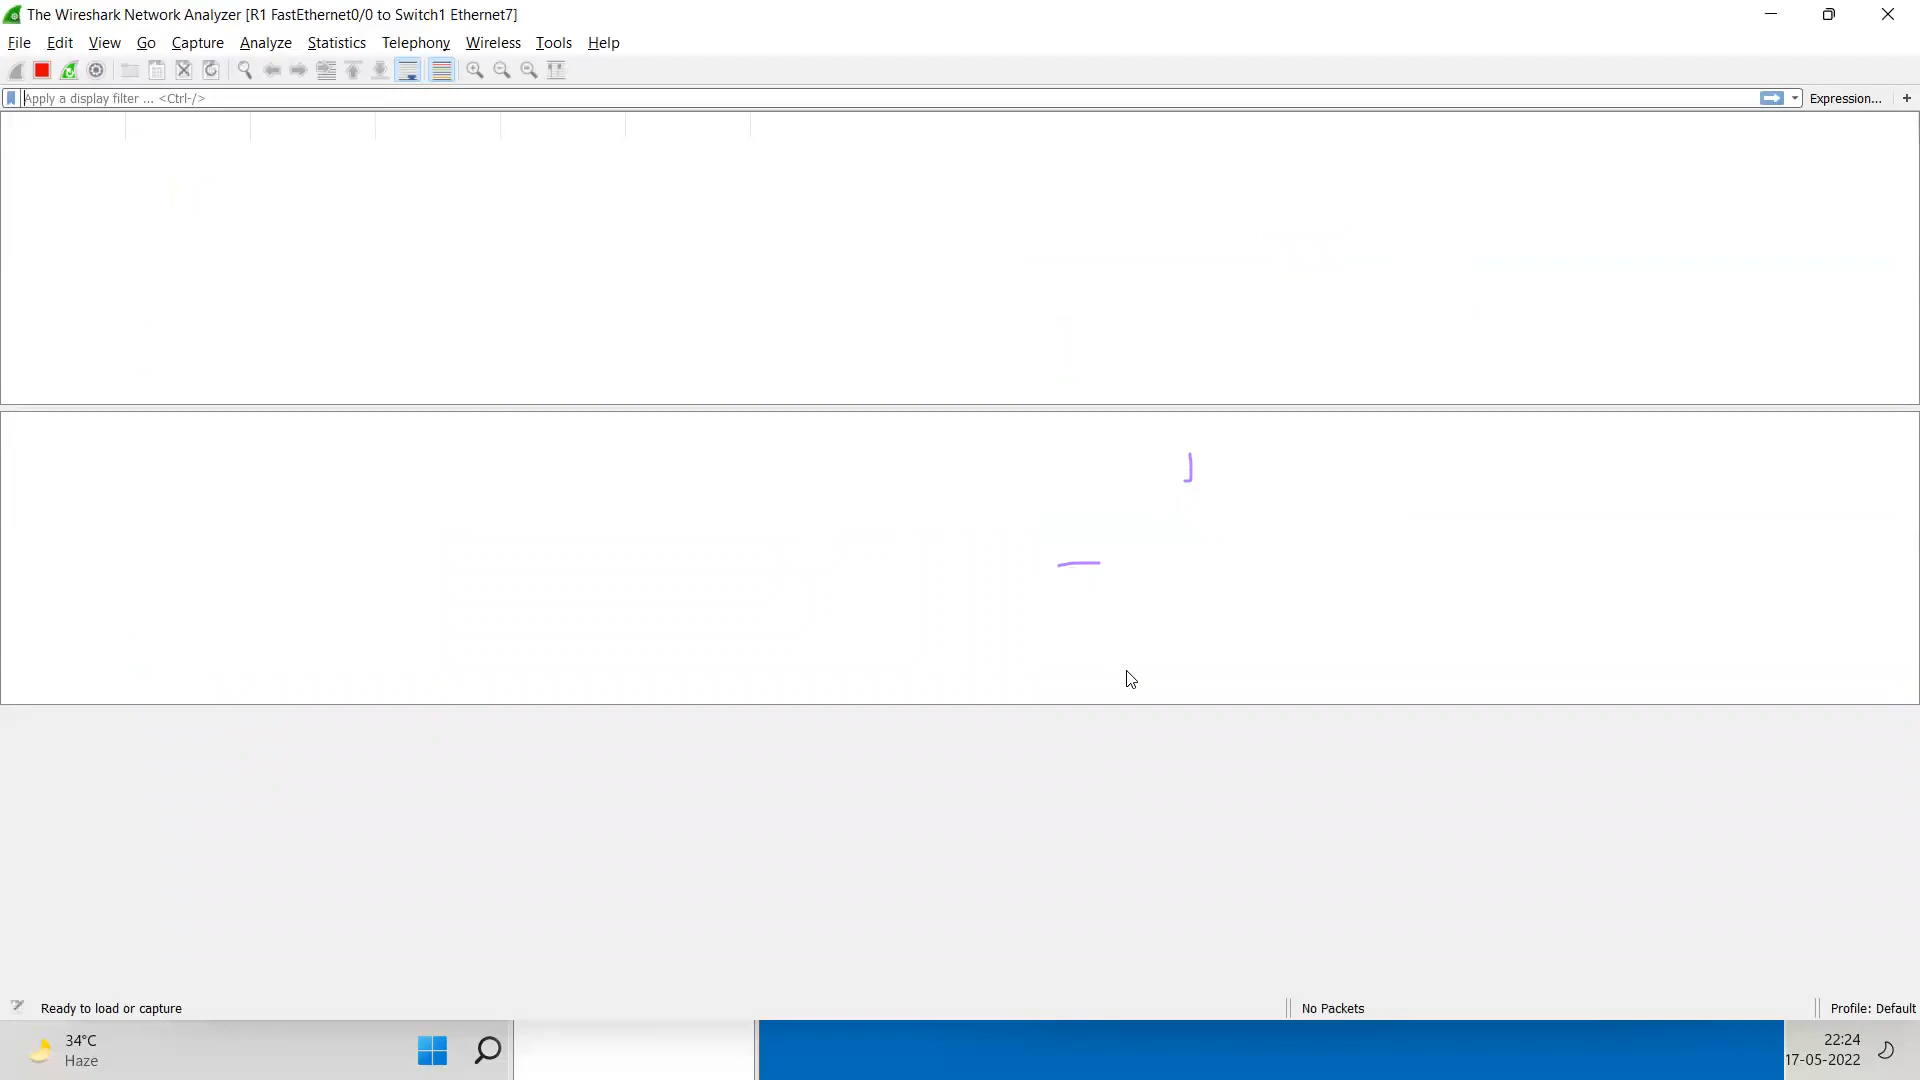 The Wireshark Network Analyzer [R1 FastEthernet0/0 to Switch1 Ethernet7]
File Edit View Go Capture Analyze Statistics Telephony Wireless Tools Help
Apply a display filter ... <Ctrl-/> Expression... +
Ready to load or capture No Packets Profile: Default
34°C
Haze
22:24
17-05-2022